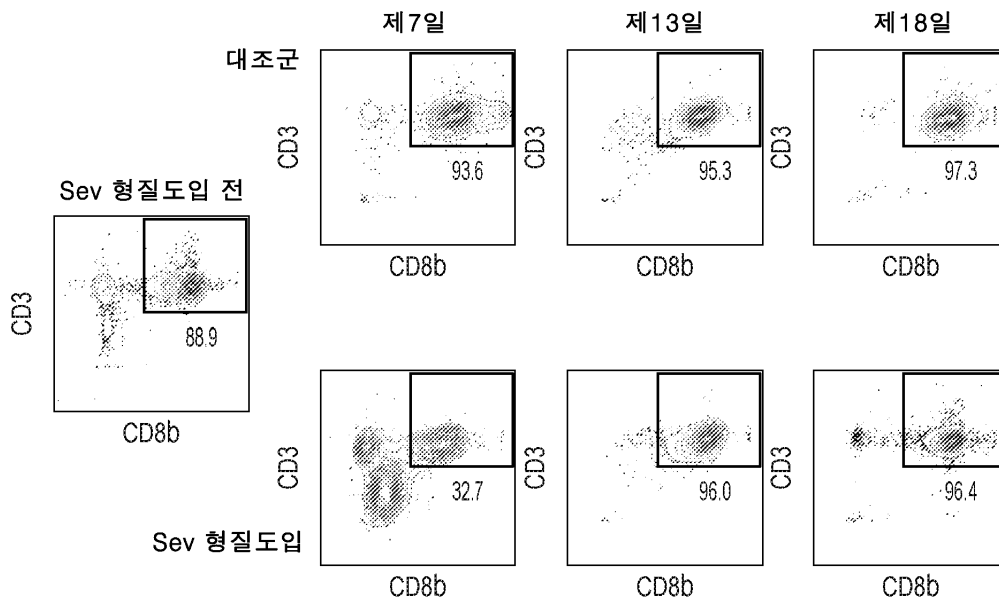 제7일
제13일
제18일
대조군
CD3
93.6
CD8b
CD3
95.3
CD8b
CD3
97.3
CD8b
Sev 형질도입 전
CD3
88.9
CD8b
CD3
32.7
CD8b
CD3
96.0
CD8b
CD3
96.4
CD8b
Sev 형질도입